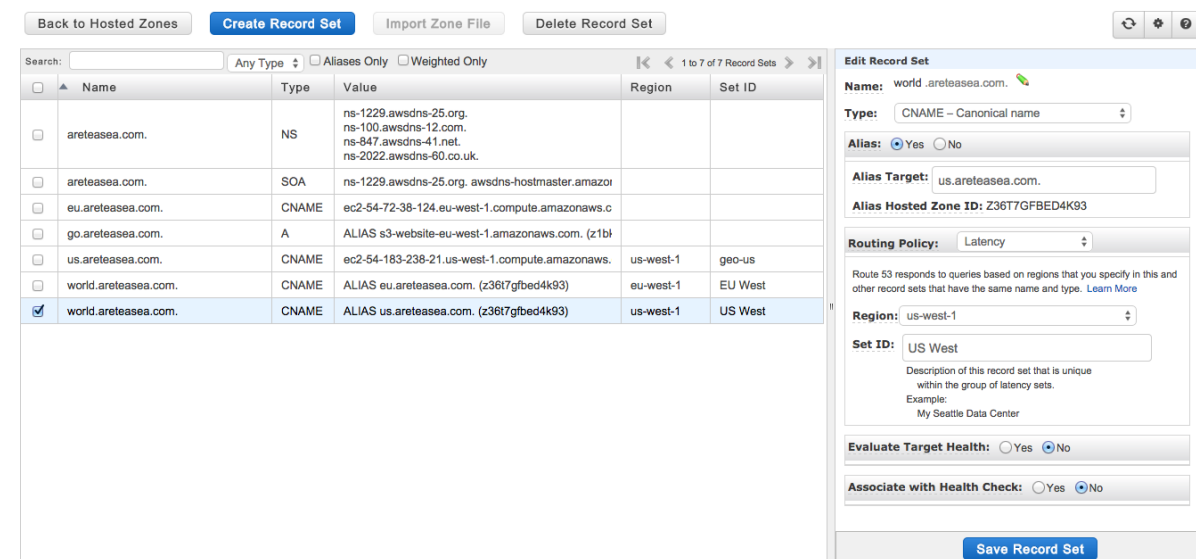 Back to Hosted Zones Create Record Set Import Zone File Delete Record Set
Search: Any Type Aliases Only Weighted Only 1 to 7 of 7 Record Sets
Name Type Value Region Set ID
areteasea.com. NS ns-1229.awsdns-25.org.
ns-100.awsdns-12.com.
ns-847.awsdns-41.net.
ns-2022.awsdns-60.co.uk.
areteasea.com. SOA ns-1229.awsdns-25.org. awsdns-hostmaster.amazor
eu.areteasea.com. CNAME ec2-54-72-38-124.eu-west-1.compute.amazonaws.c
go.areteasea.com. A ALIAS s3-website-eu-west-1.amazonaws.com. (z1bk
us.areteasea.com. CNAME ec2-54-183-238-21.us-west-1.compute.amazonaws. us-west-1 geo-us
world.areteasea.com. CNAME ALIAS eu.areteasea.com. (z36t7gfbed4k93) eu-west-1 EU West
world.areteasea.com. CNAME ALIAS us.areteasea.com. (z36t7gfbed4k93) us-west-1 US West
Edit Record Set
Name: world .areteasea.com.
Type: CNAME – Canonical name
Alias: Yes No
Alias Target: us.areteasea.com.
Alias Hosted Zone ID: Z36T7GFBED4K93
Routing Policy: Latency
Route 53 responds to queries based on regions that you specify in this and
other record sets that have the same name and type. Learn More
Region: us-west-1
Set ID: US West
Description of this record set that is unique
within the group of latency sets.
Example:
My Seattle Data Center
Evaluate Target Health: Yes No
Associate with Health Check: Yes No
Save Record Set